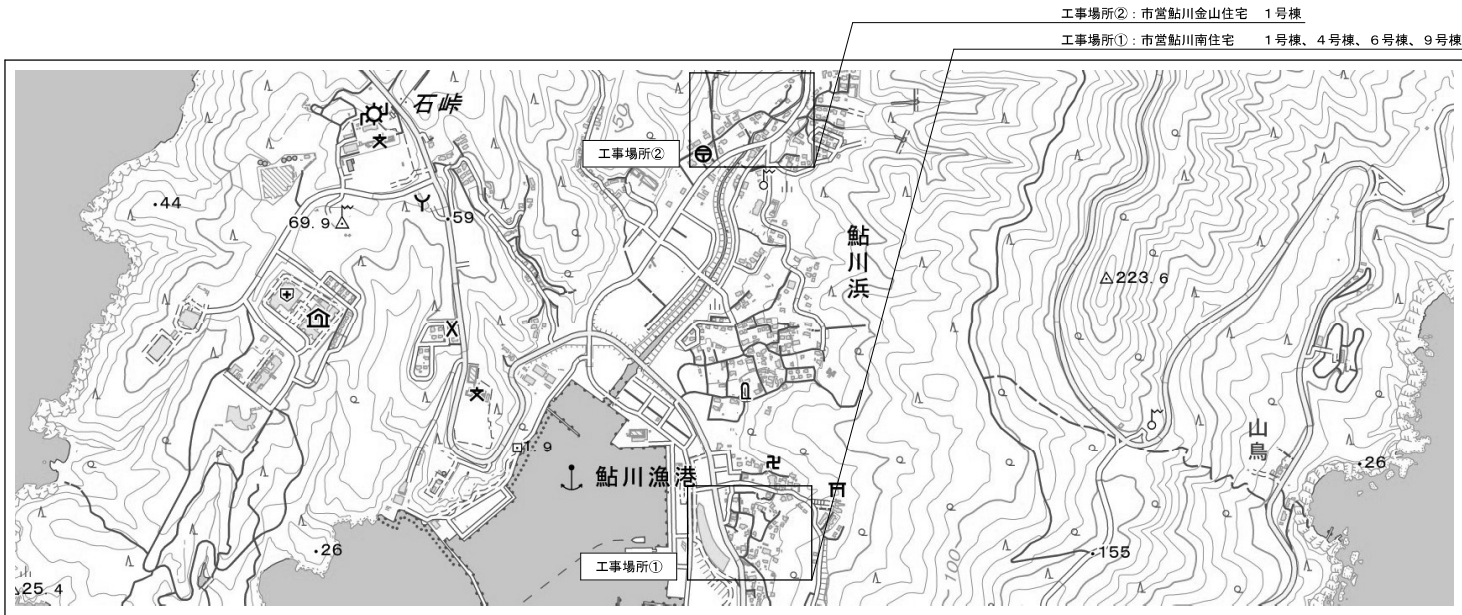 工事場所②：市営鮎川金山住宅　１号棟
工事場所①：市営鮎川南住宅　　１号棟、４号棟、６号棟、９号棟
石峠
50
工事場所②
44
69.9
59
鮎川浜
223.6
1.9
鮎川漁港
山鳥
26
工事場所①
26
155
100
25.4